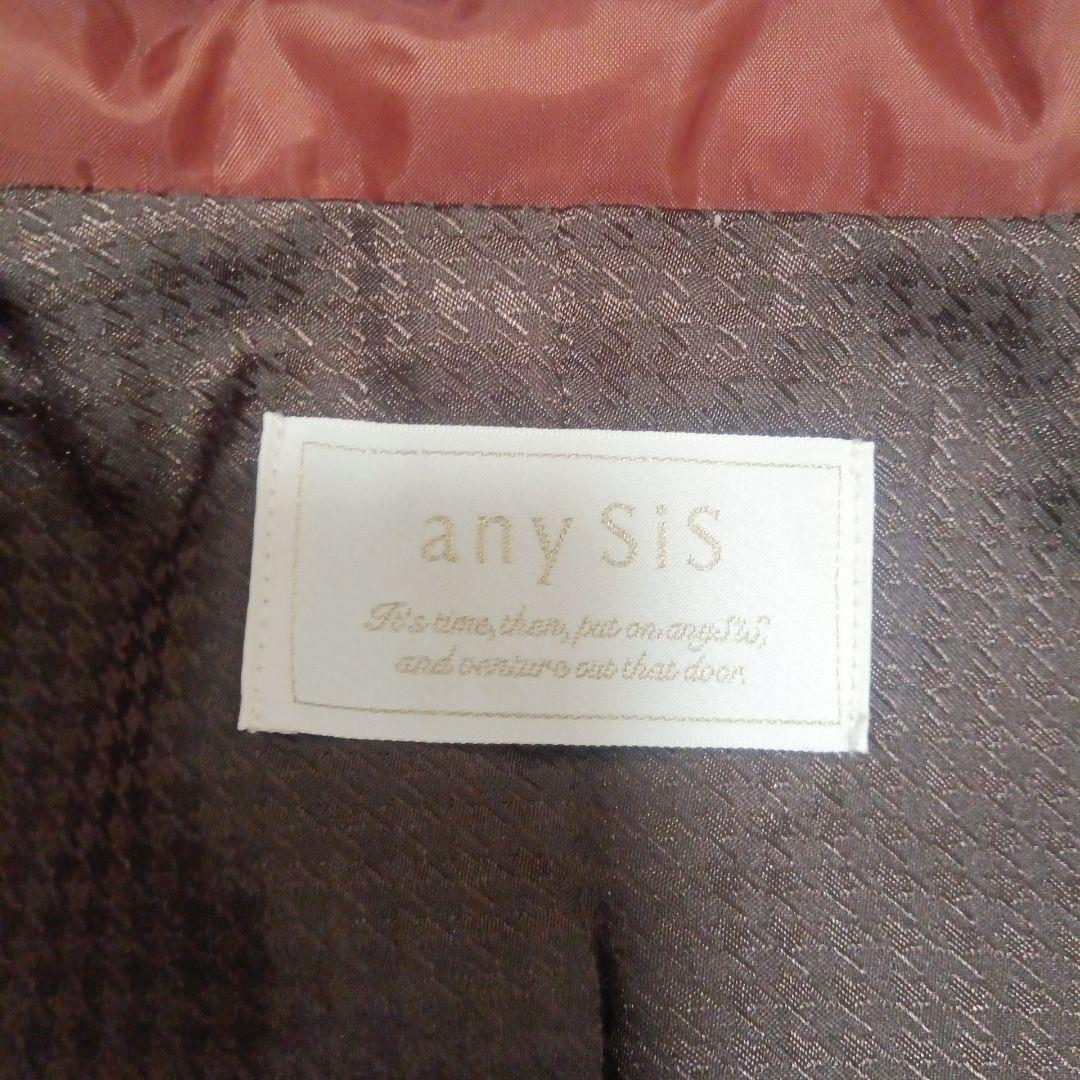 any SiS
It's time, then, put on anySiS,
and venture out that door.